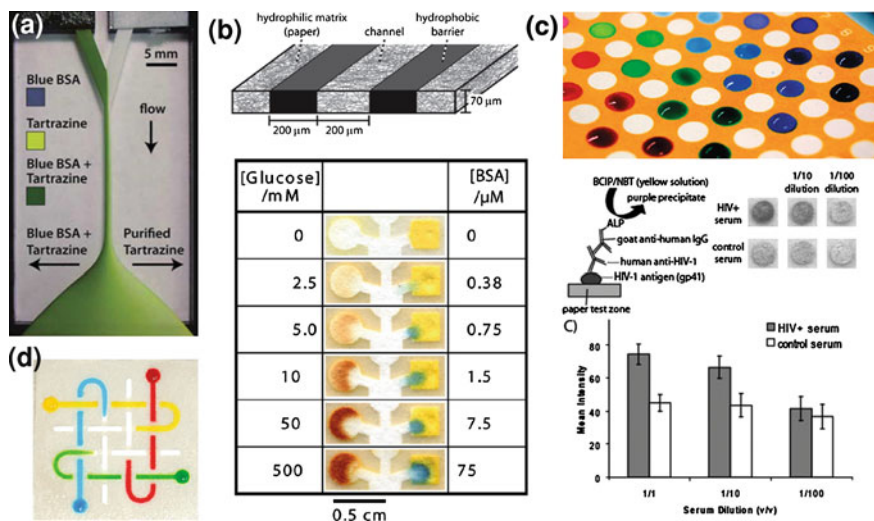 (a)
5 mm
Blue BSA
Tartrazine
Blue BSA +
Tartrazine
flow
Blue BSA +
Tartrazine
Purified
Tartrazine
(b)
hydrophilic matrix
(paper)
channel
hydrophobic
barrier
70 µm
200 µm
200 µm
[Glucose]
/mM
[BSA]
/µM
0
0
2.5
0.38
5.0
0.75
10
1.5
50
7.5
500
75
0.5 cm
(c)
BCIP/NBT (yellow solution)
purple precipitate
ALP
goat anti-human IgG
human anti-HIV-1
HIV-1 antigen (gp41)
paper test zone
1/10
dilution
1/100
dilution
HIV+
serum
control
serum
C)
HIV+ serum
control serum
Mean Intensity
80
60
40
20
0
1/1
1/10
1/100
Serum Dilution (v/v)
(d)